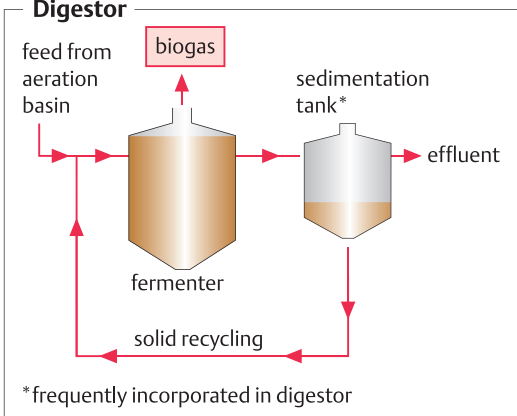 Digestor
feed from
aeration
basin
biogas
sedimentation
tank*
effluent
fermenter
solid recycling
*frequently incorporated in digestor